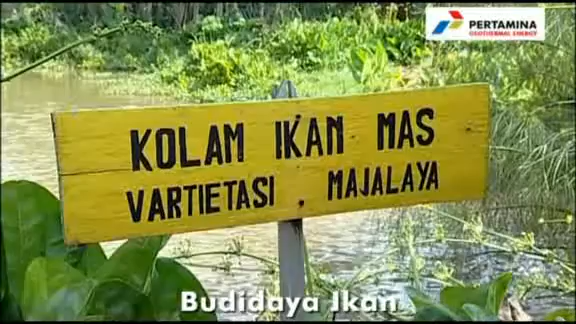 PERTAMINA
GEOTHERMAL ENERGY
KOLAM IKAN MAS
VARTIETASI MAJALAYA
Budidaya Ikan